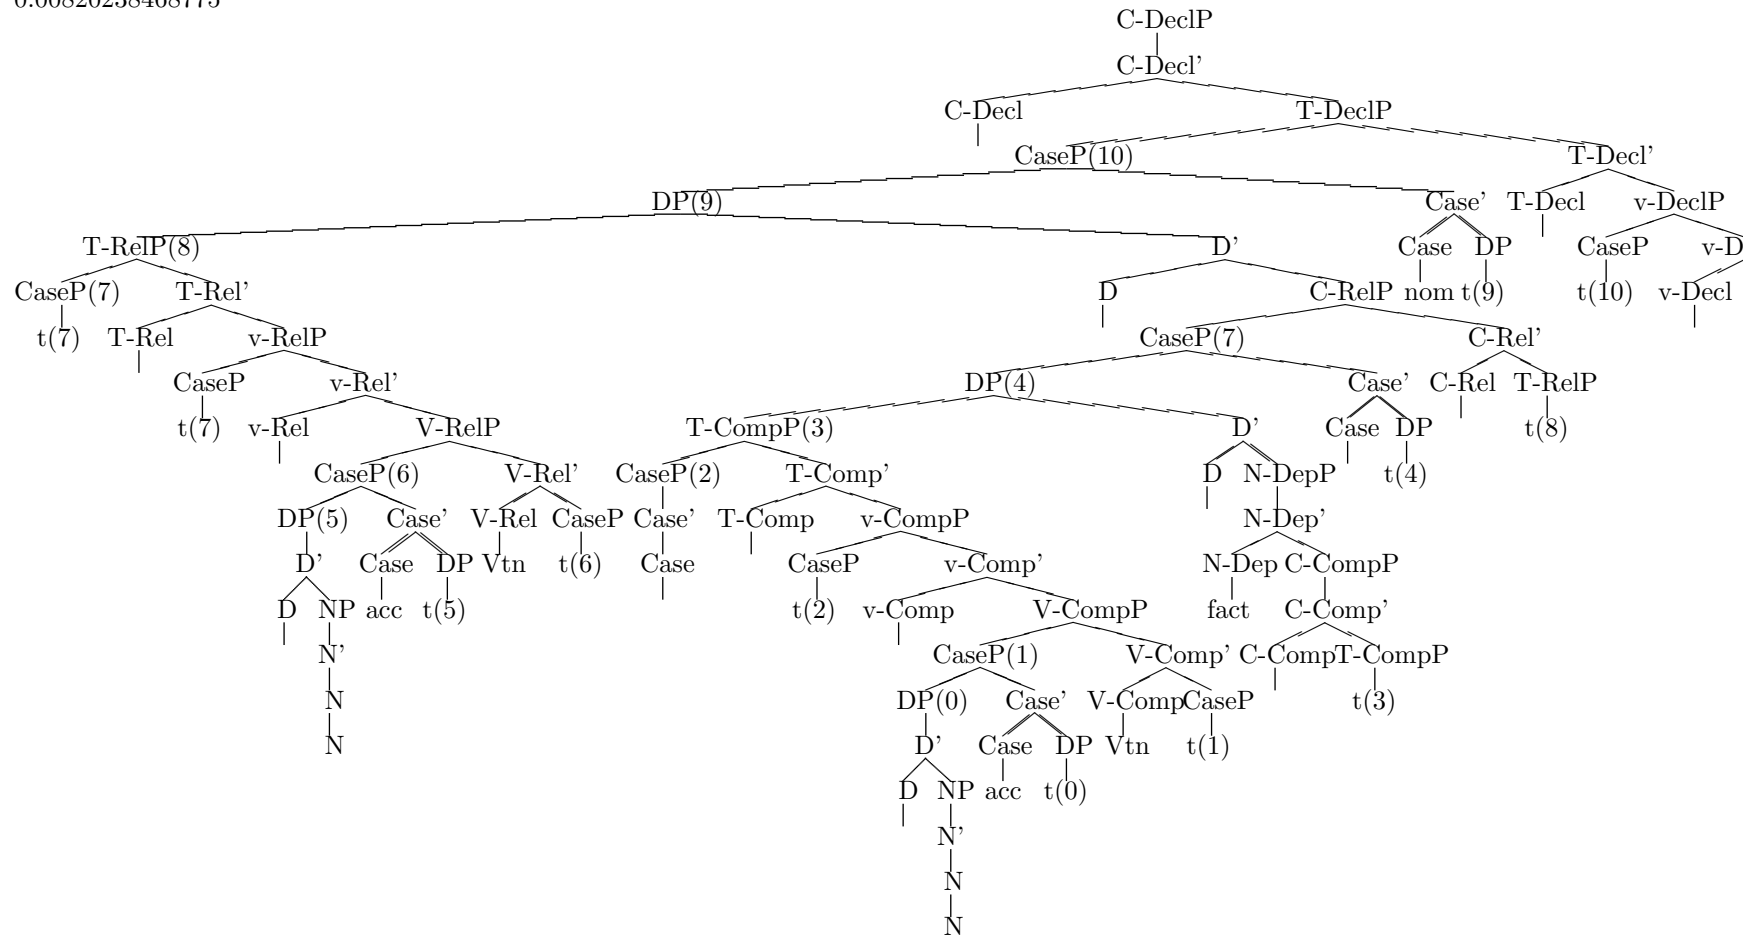 C-DeclP
C-Decl'
C-Decl T-DeclP
CaseP(10) T-Decl'
DP(9) Case' T-Decl v-DeclP
T-RelP(8) D' Case DP CaseP v-D
CaseP(7) T-Rel' D C-RelP nom t(9) t(10) v-Decl
t(7) T-Rel v-RelP CaseP(7) C-Rel'
CaseP v-Rel' DP(4) Case' C-Rel T-RelP
t(7) v-Rel V-RelP T-CompP(3) D' Case DP t(8)
CaseP(6) V-Rel' CaseP(2) T-Comp' D N-DepP t(4)
DP(5) Case' V-Rel CaseP Case' T-Comp v-CompP N-Dep'
D' Case DP Vtn t(6) Case CaseP v-Comp' N-Dep C-CompP
D NP acc t(5) t(2) v-Comp V-CompP fact C-Comp'
N' CaseP(1) V-Comp' C-Comp T-CompP
N DP(0) Case' V-Comp CaseP t(3)
N D' Case DP Vtn t(1)
D NP acc t(0)
N'
N
N